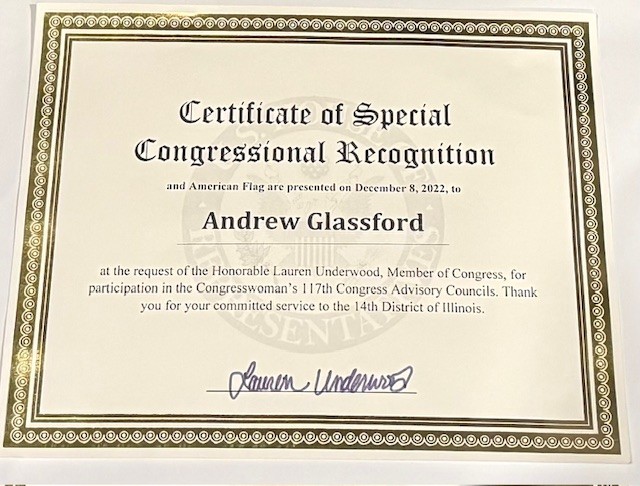 Certificate of Special
Congressional Recognition
and American Flag are presented on December 8, 2022, to
Andrew Glassford
at the request of the Honorable Lauren Underwood, Member of Congress, for
participation in the Congresswoman's 117th Congress Advisory Councils. Thank
you for your committed service to the 14th District of Illinois.
Lauren Underwood